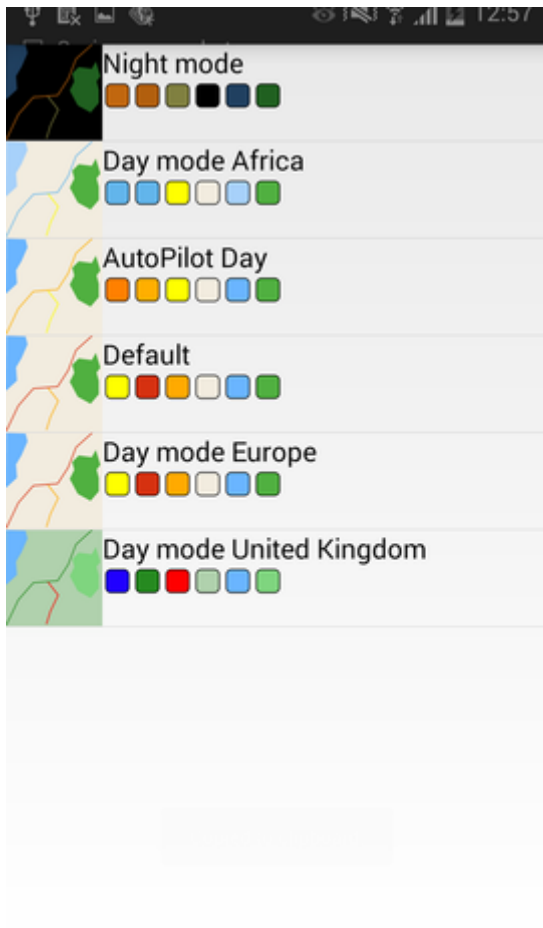 12:57
Night mode
Day mode Africa
AutoPilot Day
Default
Day mode Europe
Day mode United Kingdom